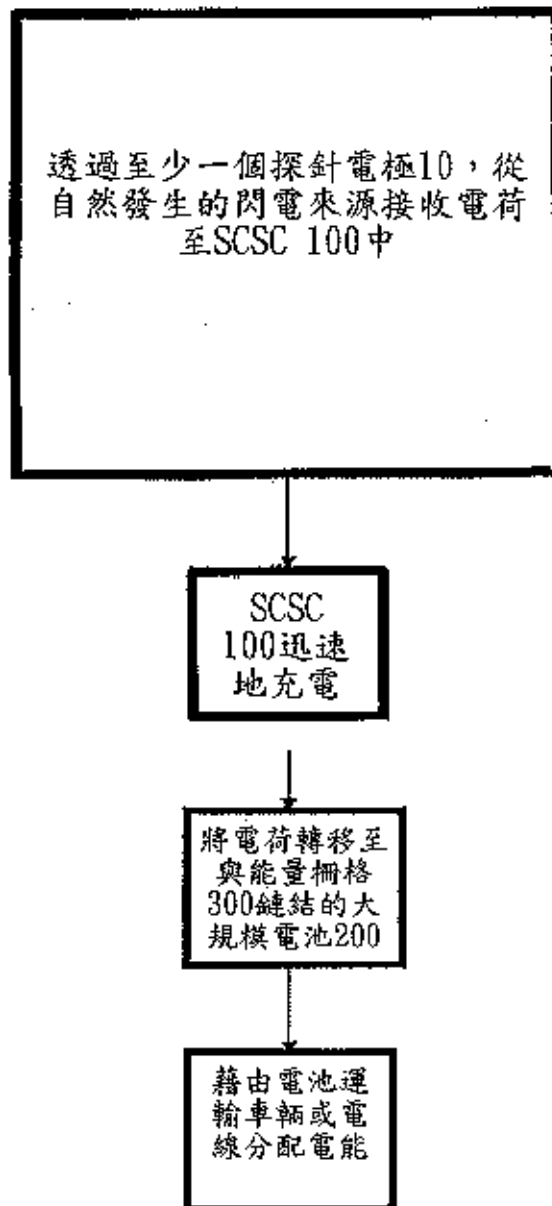 透過至少一個探針電極10，從
自然發生的閃電來源接收電荷
至SCSC 100中
SCSC
100迅速
地充電
將電荷轉移至
與能量柵格
300鏈結的大
規模電池200
藉由電池運
輸車輛或電
線分配電能